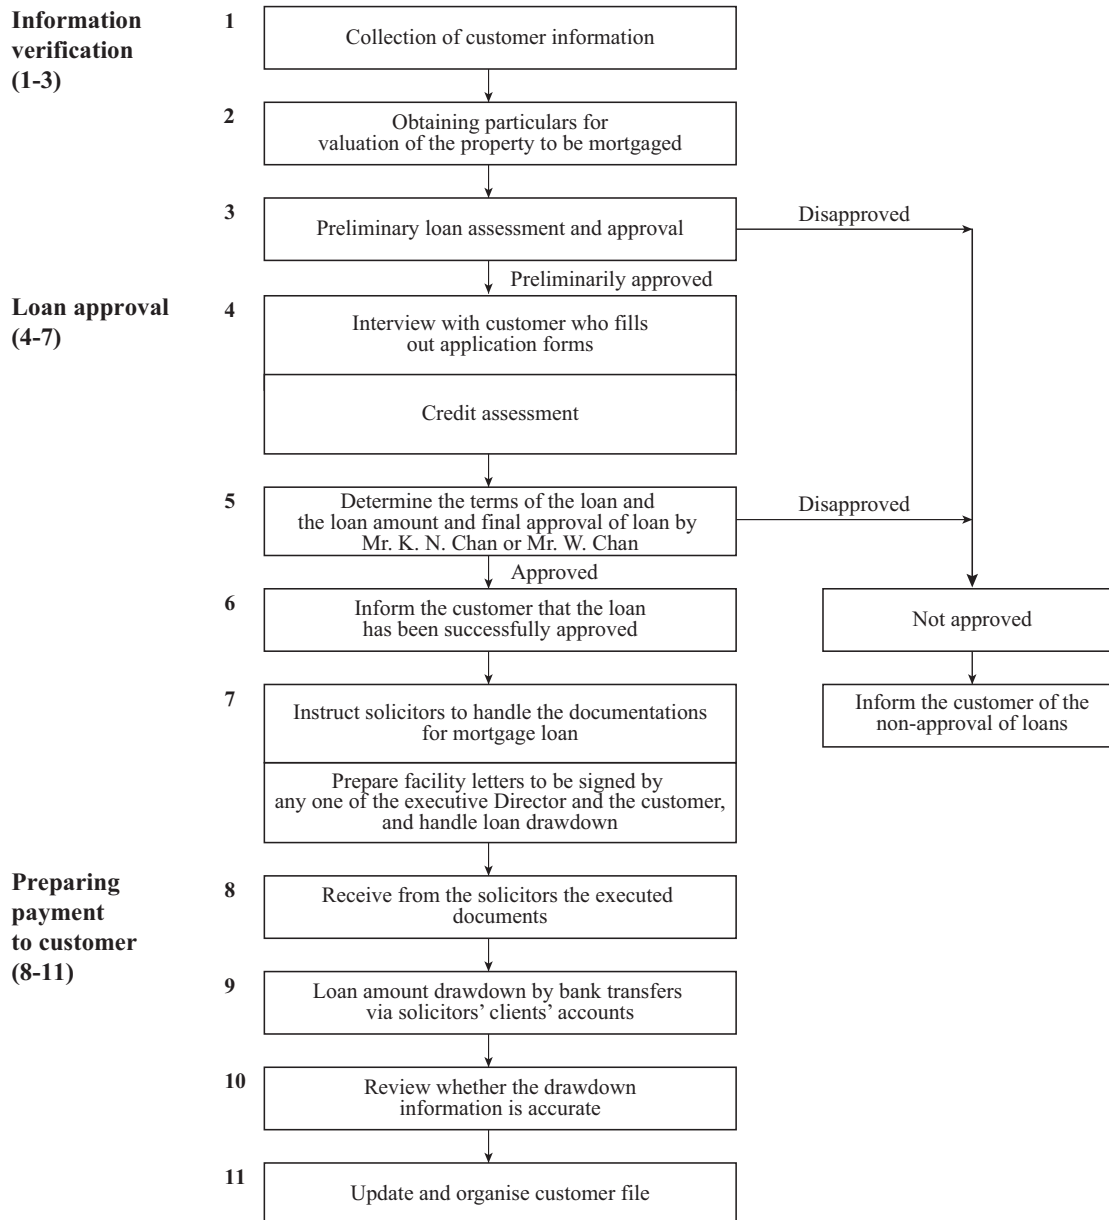 Information
verification
(1-3)
1
Collection of customer information
2
Obtaining particulars for
valuation of the property to be mortgaged
3
Preliminary loan assessment and approval
Disapproved
Preliminarily approved
Loan approval
(4-7)
4
Interview with customer who fills
out application forms
Credit assessment
5
Determine the terms of the loan and
the loan amount and final approval of loan by
Mr. K. N. Chan or Mr. W. Chan
Disapproved
Approved
6
Inform the customer that the loan
has been successfully approved
Not approved
7
Instruct solicitors to handle the documentations
for mortgage loan
Inform the customer of the
non-approval of loans
Prepare facility letters to be signed by
any one of the executive Director and the customer,
and handle loan drawdown
Preparing
payment
to customer
(8-11)
8
Receive from the solicitors the executed
documents
9
Loan amount drawdown by bank transfers
via solicitors’ clients’ accounts
10
Review whether the drawdown
information is accurate
11
Update and organise customer file